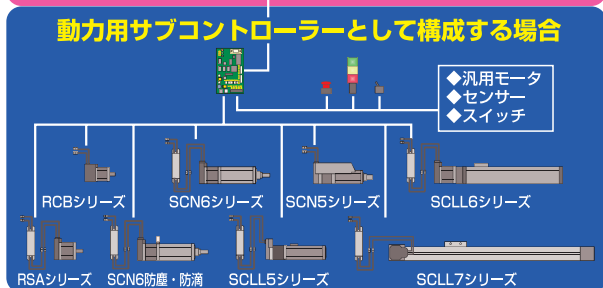 動力用サブコントローラーとして構成する場合
◆汎用モータ
◆センサー
◆スイッチ
RCBシリーズ
SCN6シリーズ
SCN5シリーズ
SCLL6シリーズ
RSAシリーズ
SCN6防塵・防滴
SCLL5シリーズ
SCLL7シリーズ